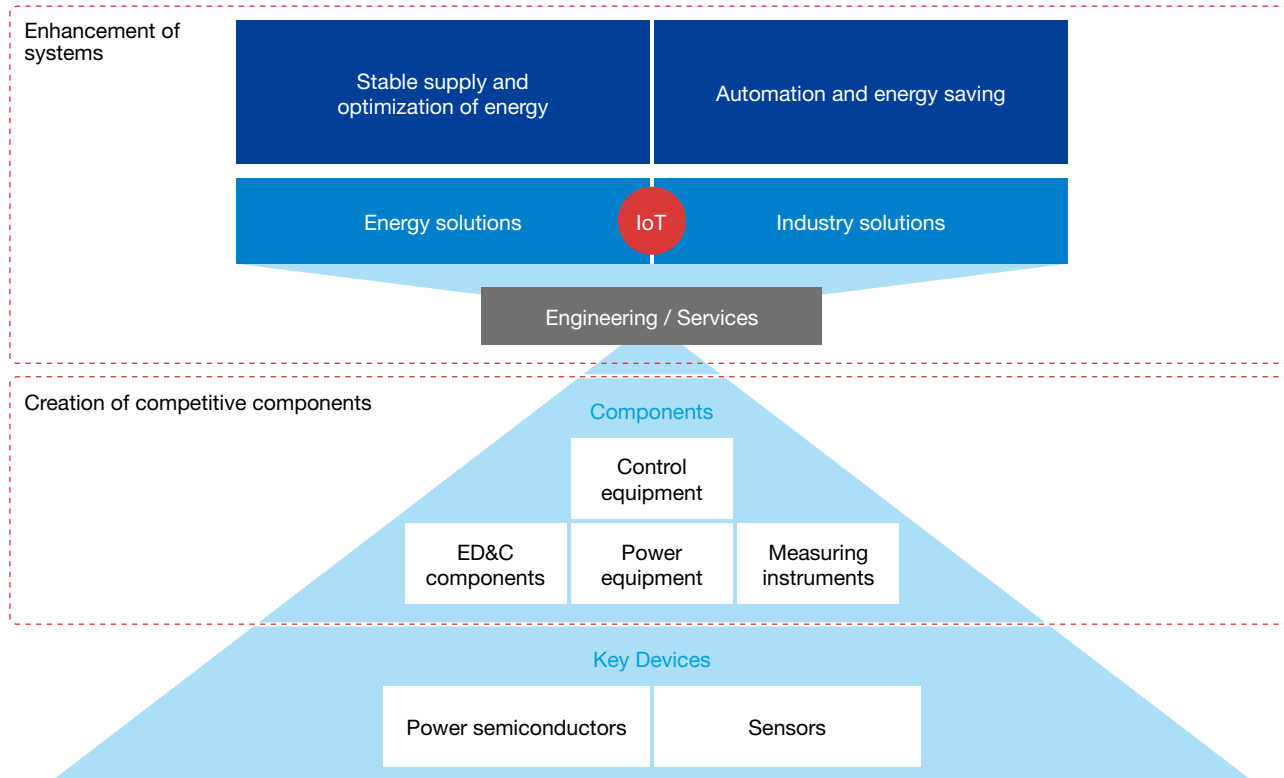 Enhancement of
systems
Stable supply and
optimization of energy
Automation and energy saving
Energy solutions
IoT
Industry solutions
Engineering / Services
Creation of competitive components
Components
Control
equipment
ED&C
components
Power
equipment
Measuring
instruments
Key Devices
Power semiconductors
Sensors